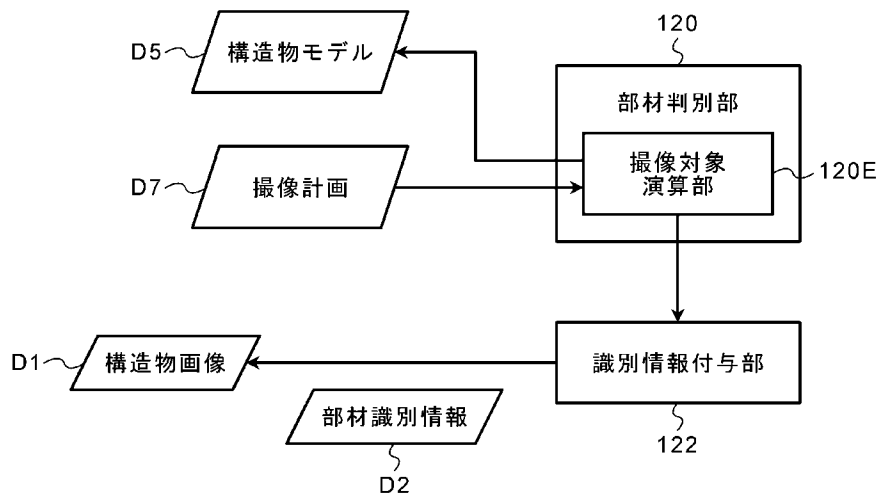 120
D5
構造物モデル
部材判別部
D7
撮像計画
撮像対象
演算部
120E
D1
構造物画像
識別情報付与部
部材識別情報
122
D2